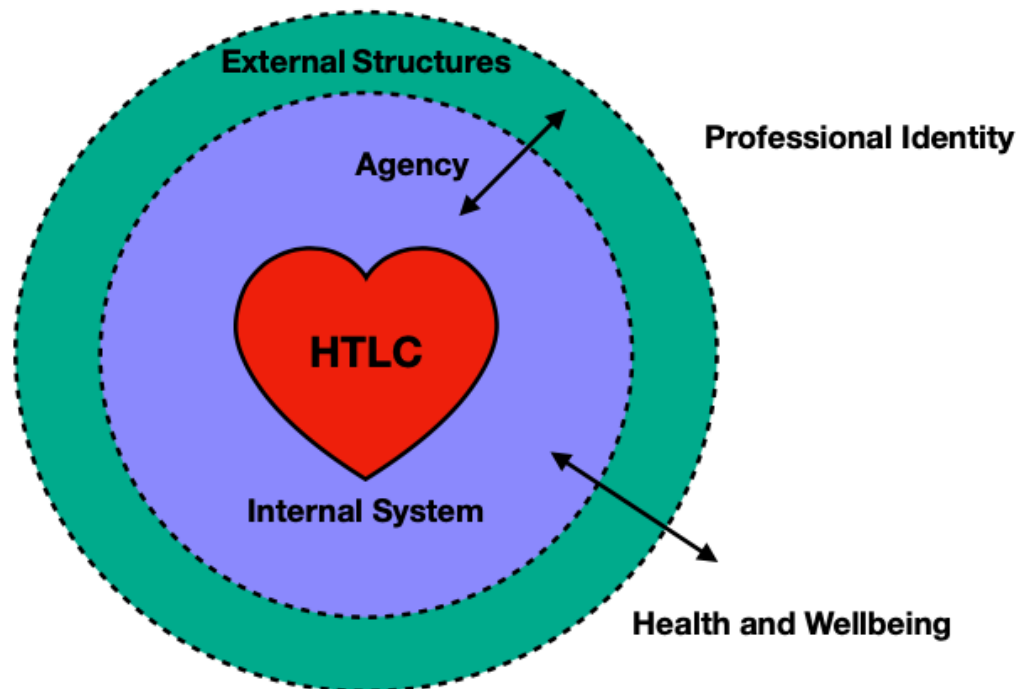 External Structures
Professional Identity
Agency
HTLC
Internal System
Health and Wellbeing